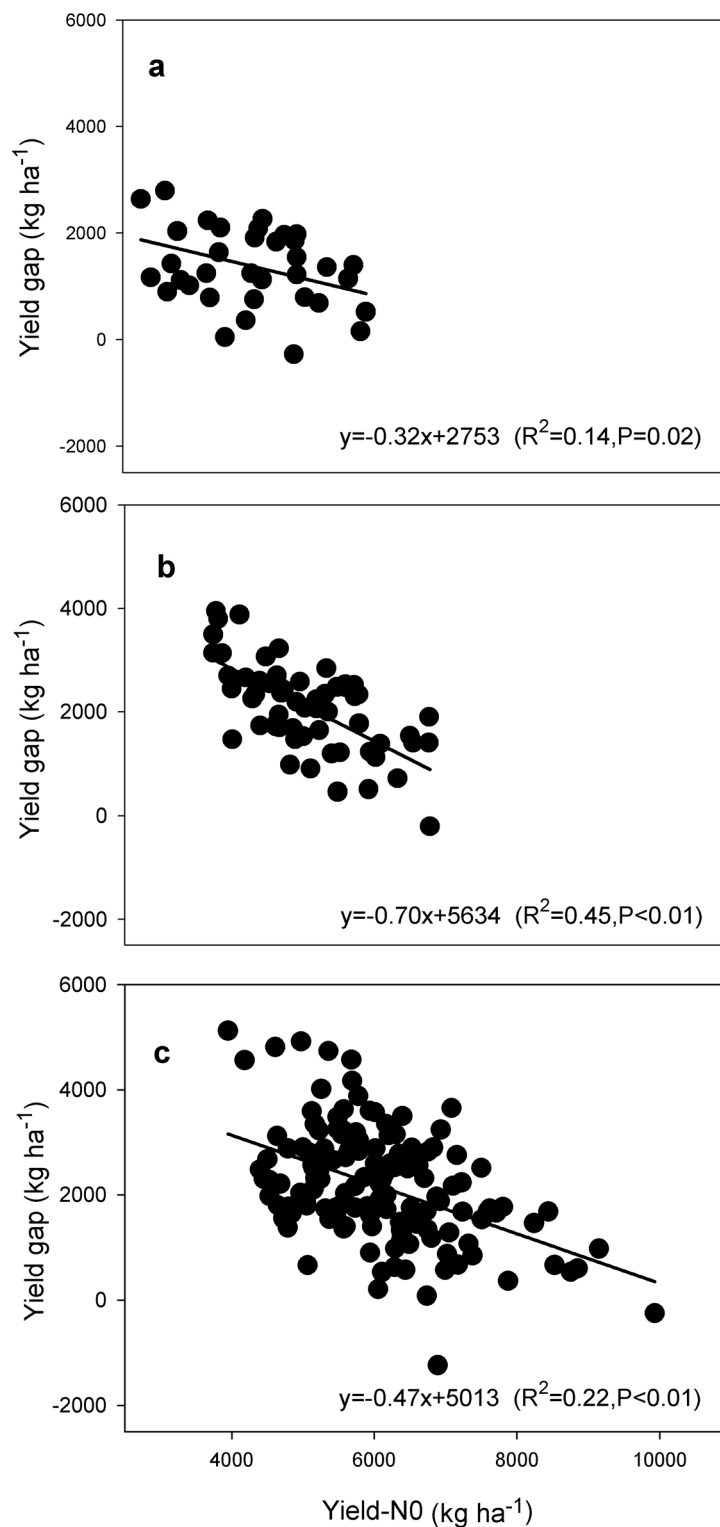 6000
a
4000
2000
0
-2000
Yield gap (kg ha⁻¹)
y=-0.32x+2753 (R²=0.14,P=0.02)
6000
b
4000
2000
0
-2000
Yield gap (kg ha⁻¹)
y=-0.70x+5634 (R²=0.45,P<0.01)
6000
c
4000
2000
0
-2000
Yield gap (kg ha⁻¹)
y=-0.47x+5013 (R²=0.22,P<0.01)
4000 6000 8000 10000
Yield-N0 (kg ha⁻¹)